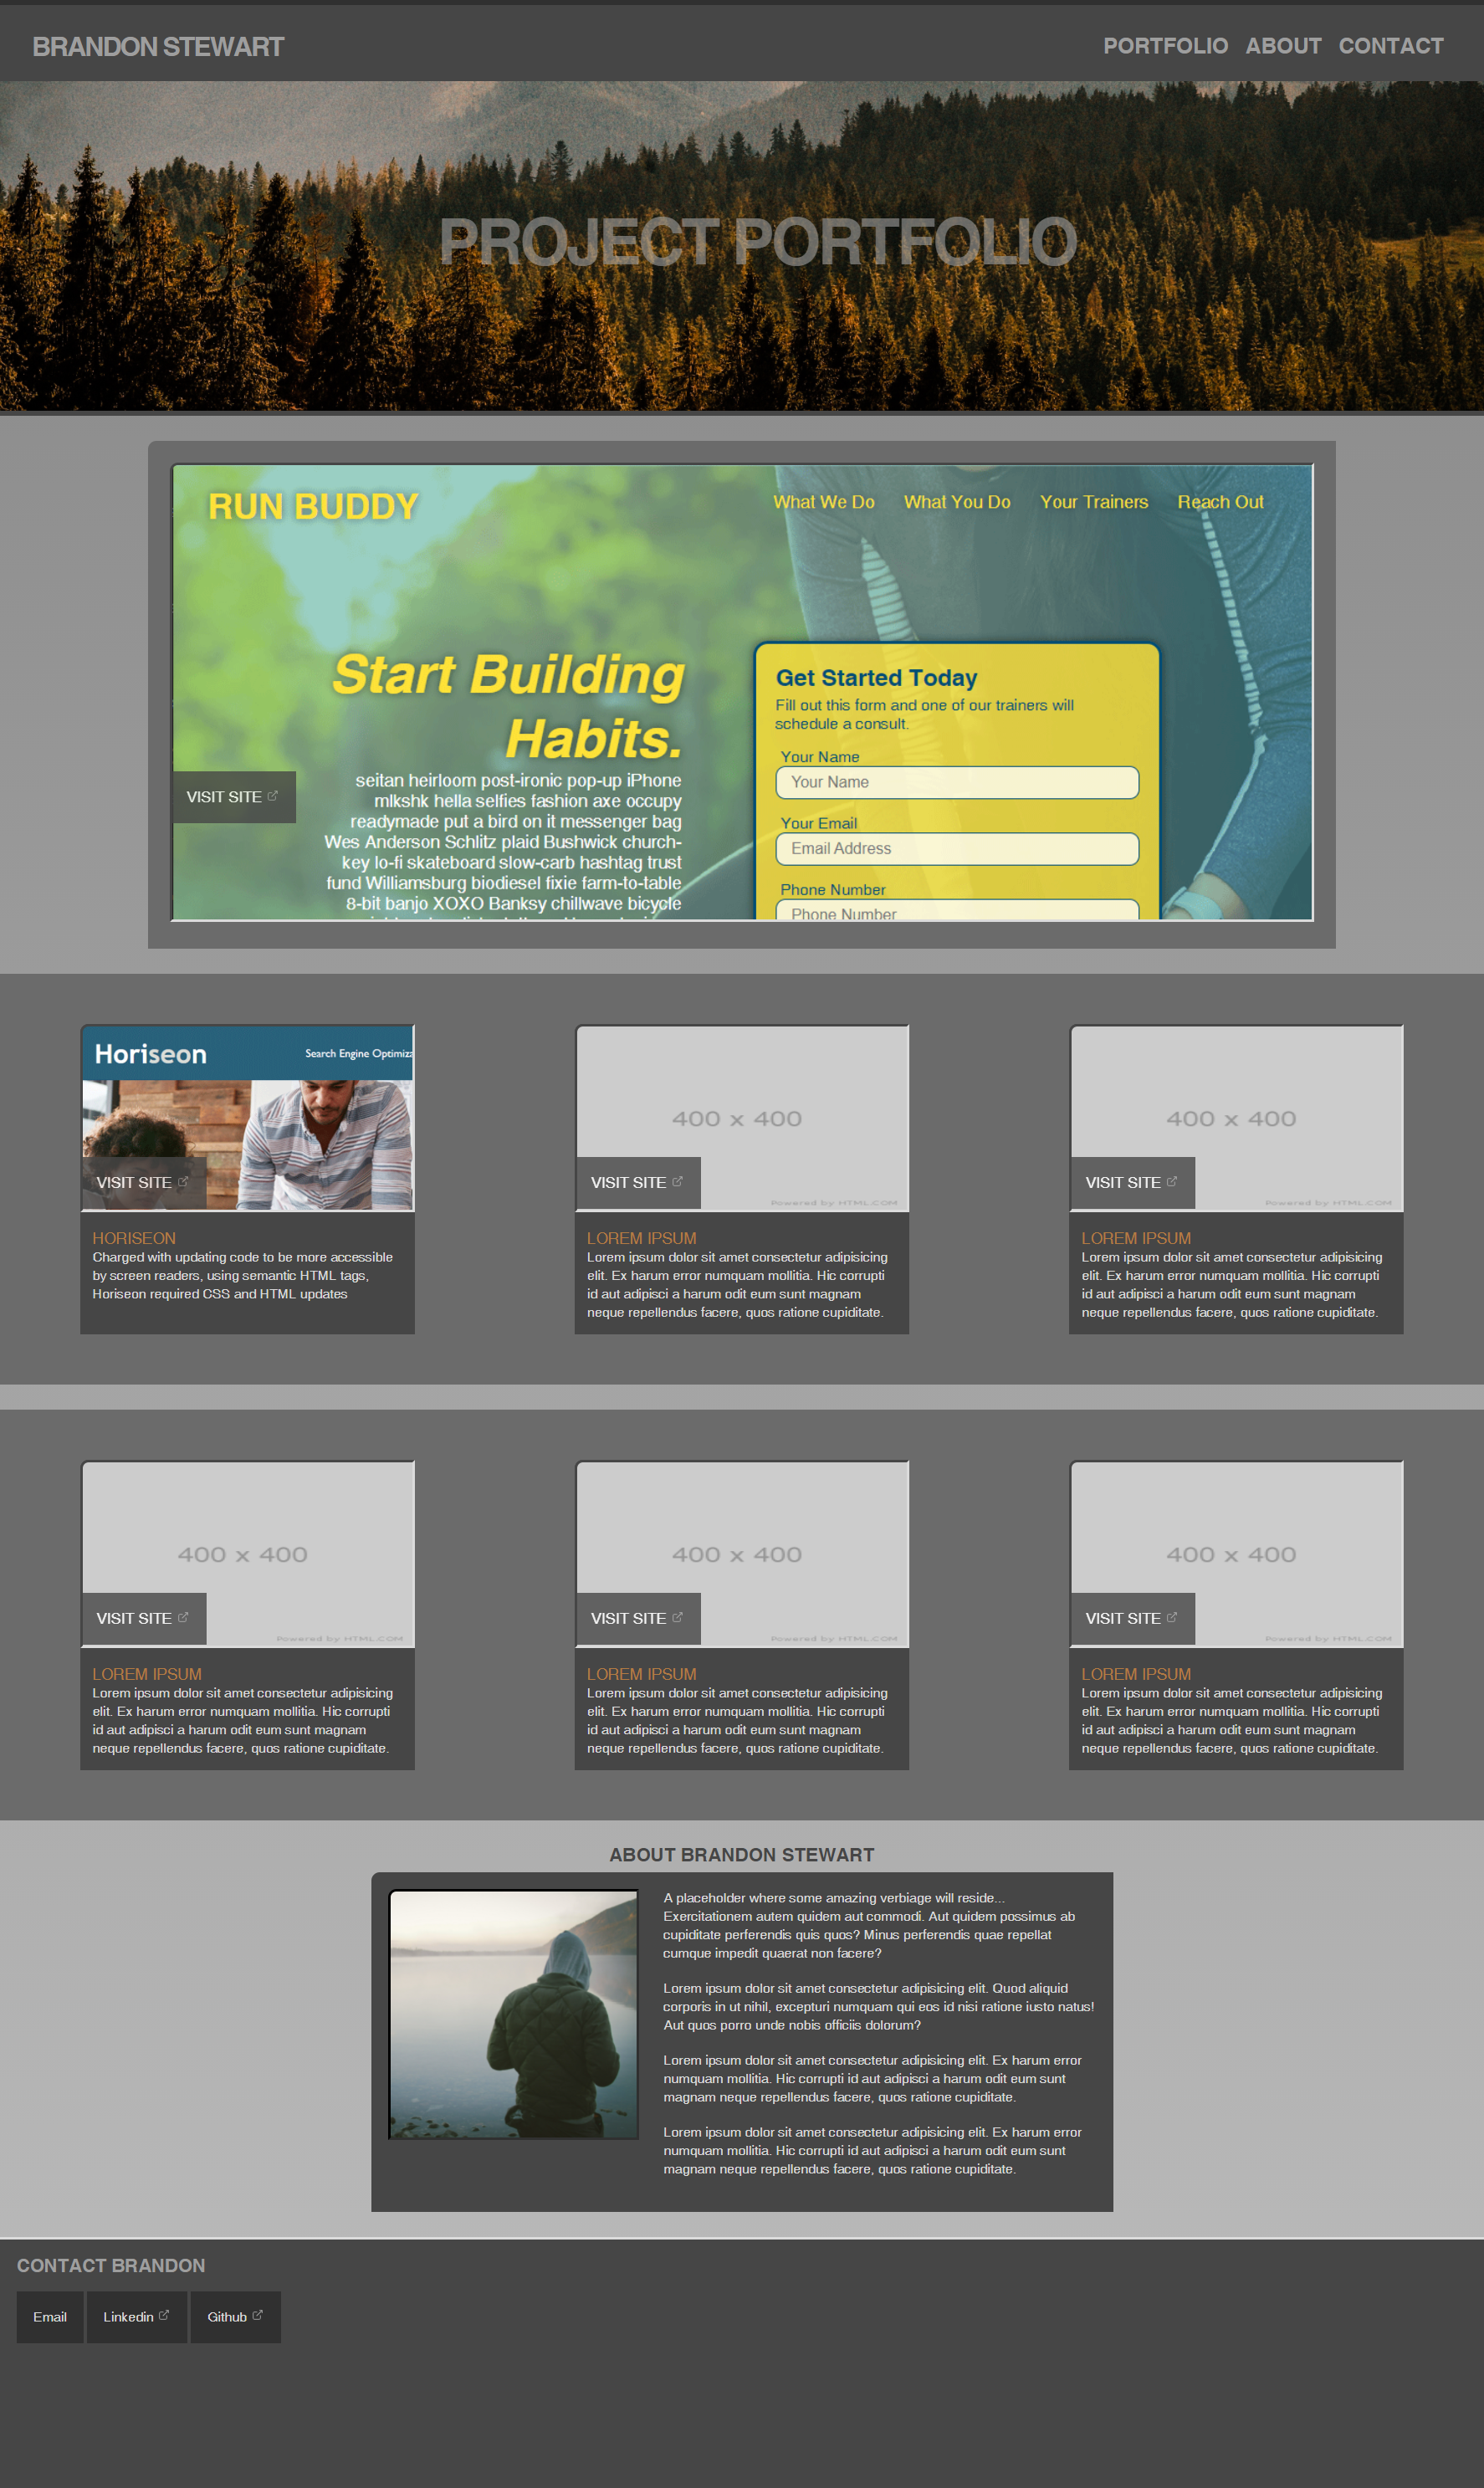 BRANDON STEWART
PORTFOLIO ABOUT CONTACT
PROJECT PORTFOLIO
RUN BUDDY
What We Do What You Do Your Trainers Reach Out
Start Building
Habits.
seitan heirloom post-ironic pop-up iPhone
mlkshk hella selfies fashion axe occupy
readymade put a bird on it messenger bag
Wes Anderson Schlitz plaid Bushwick church-
key lo-fi skateboard slow-carb hashtag trust
fund Williamsburg biodiesel fixie farm-to-table
8-bit banjo XOXO Banksy chillwave bicycle
VISIT SITE
Get Started Today
Fill out this form and one of our trainers will
schedule a consult.
Your Name
Your Name
Your Email
Email Address
Phone Number
Phone Number
Horiseon
Search Engine Optimiza
VISIT SITE
HORISEON
Charged with updating code to be more accessible
by screen readers, using semantic HTML tags,
Horiseon required CSS and HTML updates
400 x 400
VISIT SITE
Powered by HTML.COM
LOREM IPSUM
Lorem ipsum dolor sit amet consectetur adipisicing
elit. Ex harum error numquam mollitia. Hic corrupti
id aut adipisci a harum odit eum sunt magnam
neque repellendus facere, quos ratione cupiditate.
400 x 400
VISIT SITE
Powered by HTML.COM
LOREM IPSUM
Lorem ipsum dolor sit amet consectetur adipisicing
elit. Ex harum error numquam mollitia. Hic corrupti
id aut adipisci a harum odit eum sunt magnam
neque repellendus facere, quos ratione cupiditate.
400 x 400
VISIT SITE
Powered by HTML.COM
LOREM IPSUM
Lorem ipsum dolor sit amet consectetur adipisicing
elit. Ex harum error numquam mollitia. Hic corrupti
id aut adipisci a harum odit eum sunt magnam
neque repellendus facere, quos ratione cupiditate.
400 x 400
VISIT SITE
Powered by HTML.COM
LOREM IPSUM
Lorem ipsum dolor sit amet consectetur adipisicing
elit. Ex harum error numquam mollitia. Hic corrupti
id aut adipisci a harum odit eum sunt magnam
neque repellendus facere, quos ratione cupiditate.
400 x 400
VISIT SITE
Powered by HTML.COM
LOREM IPSUM
Lorem ipsum dolor sit amet consectetur adipisicing
elit. Ex harum error numquam mollitia. Hic corrupti
id aut adipisci a harum odit eum sunt magnam
neque repellendus facere, quos ratione cupiditate.
ABOUT BRANDON STEWART
A placeholder where some amazing verbiage will reside...
Exercitationem autem quidem aut commodi. Aut quidem possimus ab
cupiditate perferendis quis quos? Minus perferendis quae repellat
cumque impedit quaerat non facere?
Lorem ipsum dolor sit amet consectetur adipisicing elit. Quod aliquid
corporis in ut nihil, excepturi numquam qui eos id nisi ratione iusto natus!
Aut quos porro unde nobis officiis dolorum?
Lorem ipsum dolor sit amet consectetur adipisicing elit. Ex harum error
numquam mollitia. Hic corrupti id aut adipisci a harum odit eum sunt
magnam neque repellendus facere, quos ratione cupiditate.
Lorem ipsum dolor sit amet consectetur adipisicing elit. Ex harum error
numquam mollitia. Hic corrupti id aut adipisci a harum odit eum sunt
magnam neque repellendus facere, quos ratione cupiditate.
CONTACT BRANDON
Email Linkedin Github